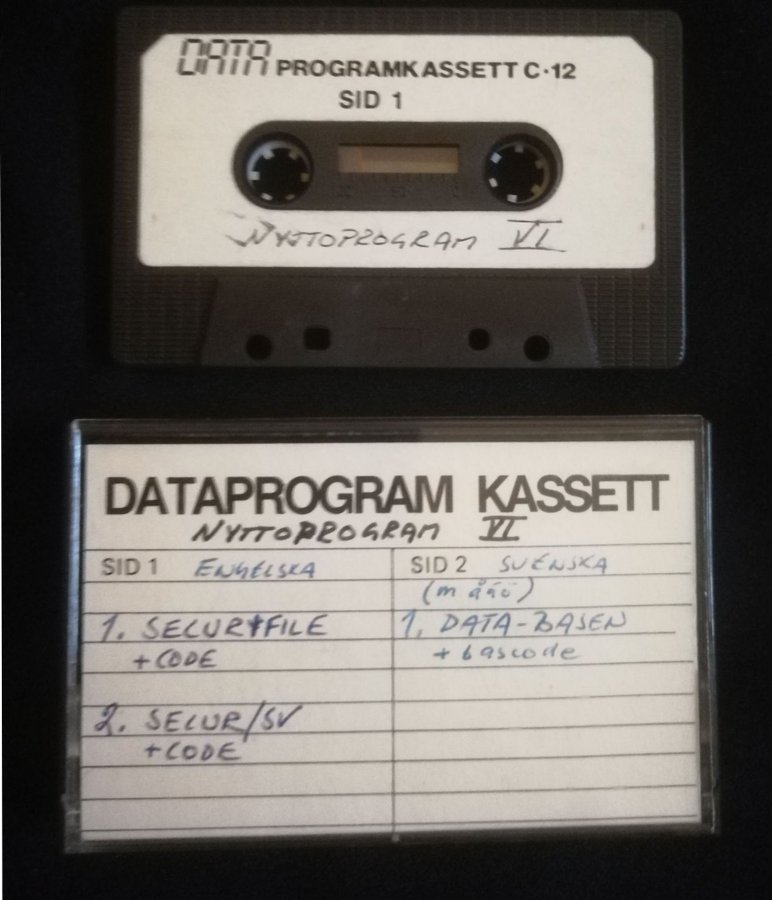 DATA PROGRAMKASSETT C·12
SID 1
NYTTOPROGRAM VI
DATAPROGRAM KASSETT
NYTTOPROGRAM VI
SID 1 ENGELSKA
1. SECUR+FILE
+CODE
2. SECUR/SV
+CODE
SID 2 SVENSKA
(m åäö)
1. DATA-BASEN
+ bascode